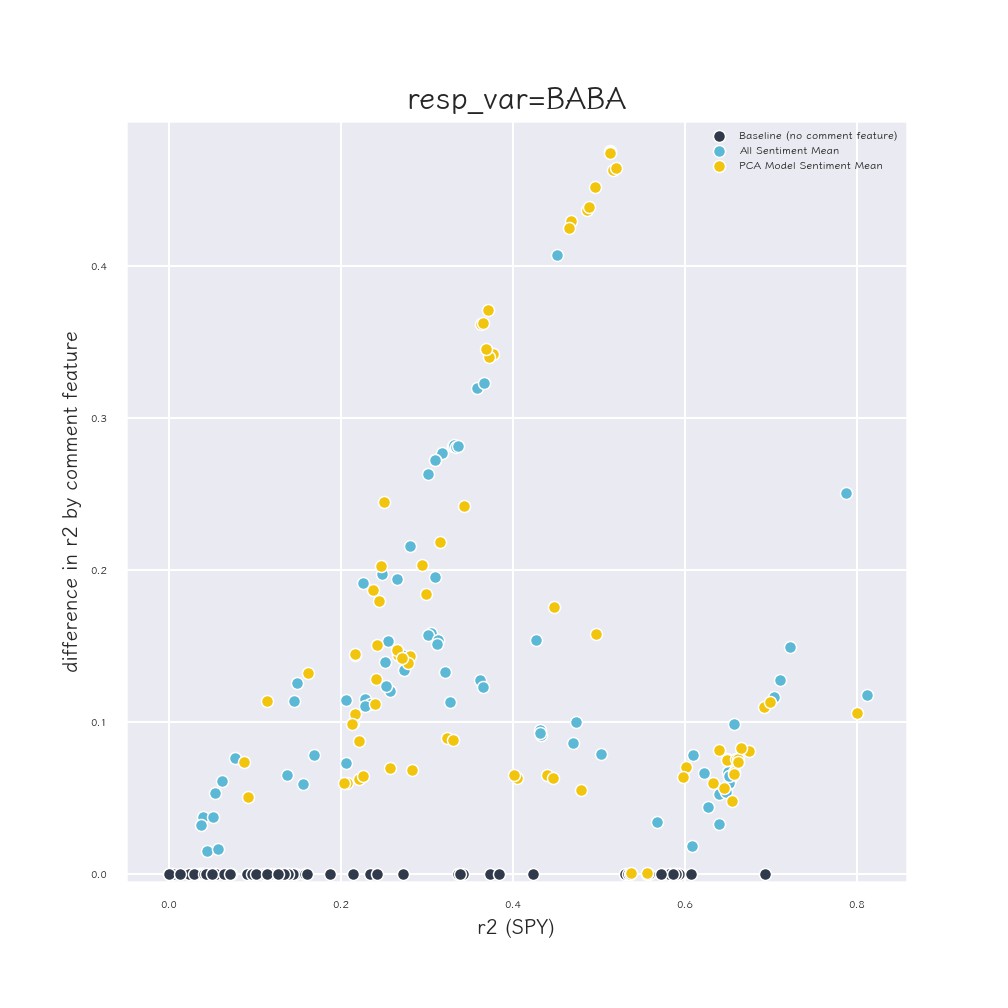 resp_var=BABA
Baseline (no comment feature)
All Sentiment Mean
PCA Model Sentiment Mean
difference in r2 by comment feature
0.4
0.3
0.2
0.1
0.0
0.0 0.2 0.4 0.6 0.8
r2 (SPY)